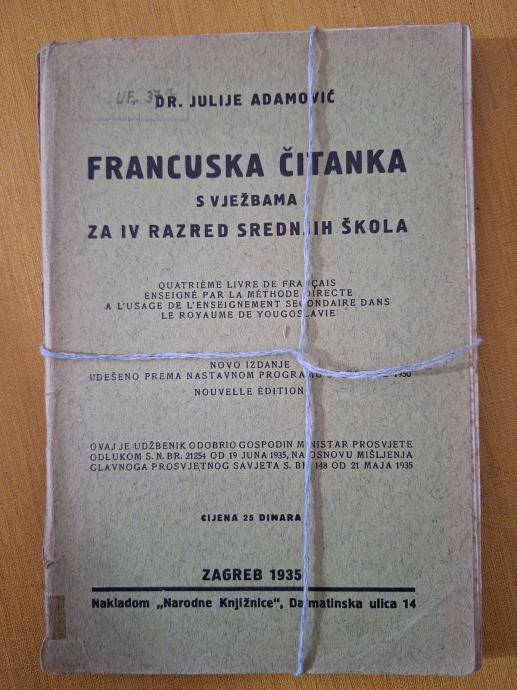 UF-
DR. JULIJE ADAMOVIĆ
FRANCUSKA ČITANKA
S VJEŽBAMA
ZA IV RAZRED SREDNJIH ŠKOLA
QUATRIÈME LIVRE DE FRANÇAIS
ENSEIGNÉ PAR LA MÉTHODE DIRECTE
A L'USAGE DE L'ENSEIGNEMENT SECONDAIRE DANS
LE ROYAUME DE YOUGOSLAVIE
NOVO IZDANJE
UDEŠENO PREMA NASTAVNOM PROGRAMU 1930
NOUVELLE ÉDITION
OVAJ JE UDŽBENIK ODOBRIO GOSPODIN MINISTAR PROSVJETE
ODLUKOM S. N. BR. 21254 OD 19 JUNA 1935, NA OSNOVU MIŠLJENJA
GLAVNOGA PROSVJETNOG SAVJETA S. BR. 148 OD 21 MAJA 1935
CIJENA 25 DINARA
ZAGREB 1935
Nakladom „Narodne Knjižnice", Dalmatinska ulica 14